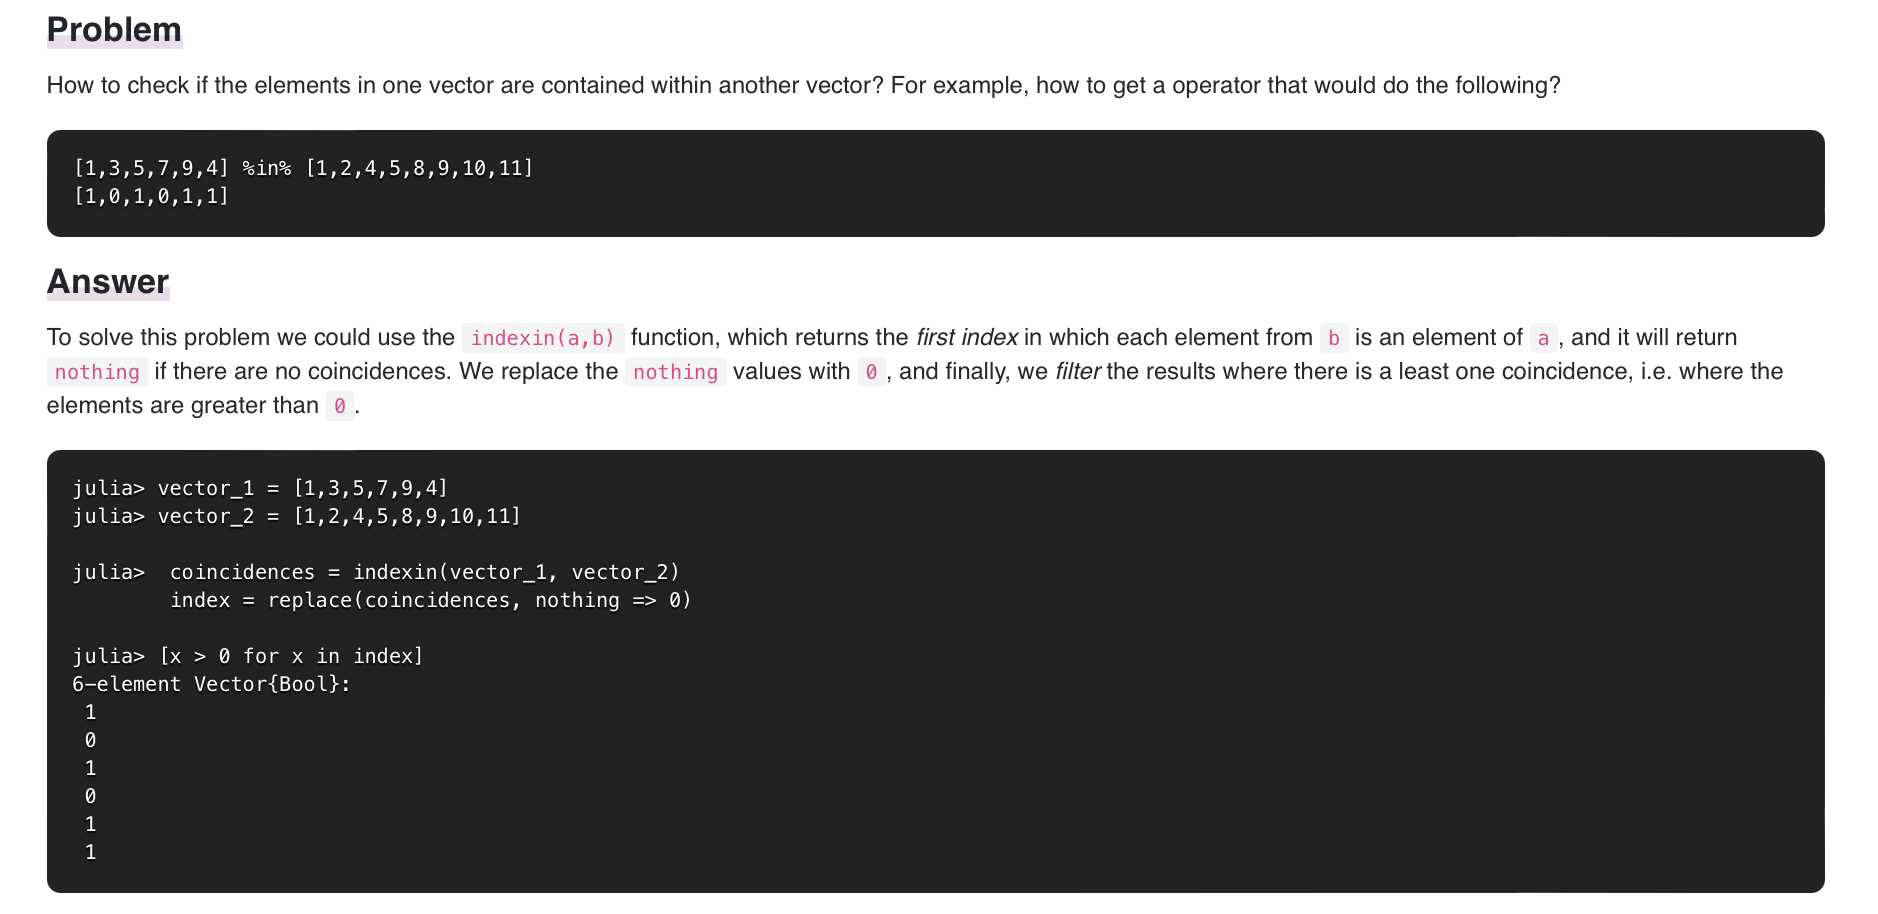 Problem
How to check if the elements in one vector are contained within another vector? For example, how to get a operator that would do the following?
[1,3,5,7,9,4] %in% [1,2,4,5,8,9,10,11]
[1,0,1,0,1,1]
Answer
To solve this problem we could use the indexin(a,b) function, which returns the first index in which each element from b is an element of a , and it will return
nothing if there are no coincidences. We replace the nothing values with 0 , and finally, we filter the results where there is a least one coincidence, i.e. where the
elements are greater than 0 .
julia> vector_1 = [1,3,5,7,9,4]
julia> vector_2 = [1,2,4,5,8,9,10,11]
julia>  coincidences = indexin(vector_1, vector_2)
        index = replace(coincidences, nothing => 0)
julia> [x > 0 for x in index]
6-element Vector{Bool}:
 1
 0
 1
 0
 1
 1